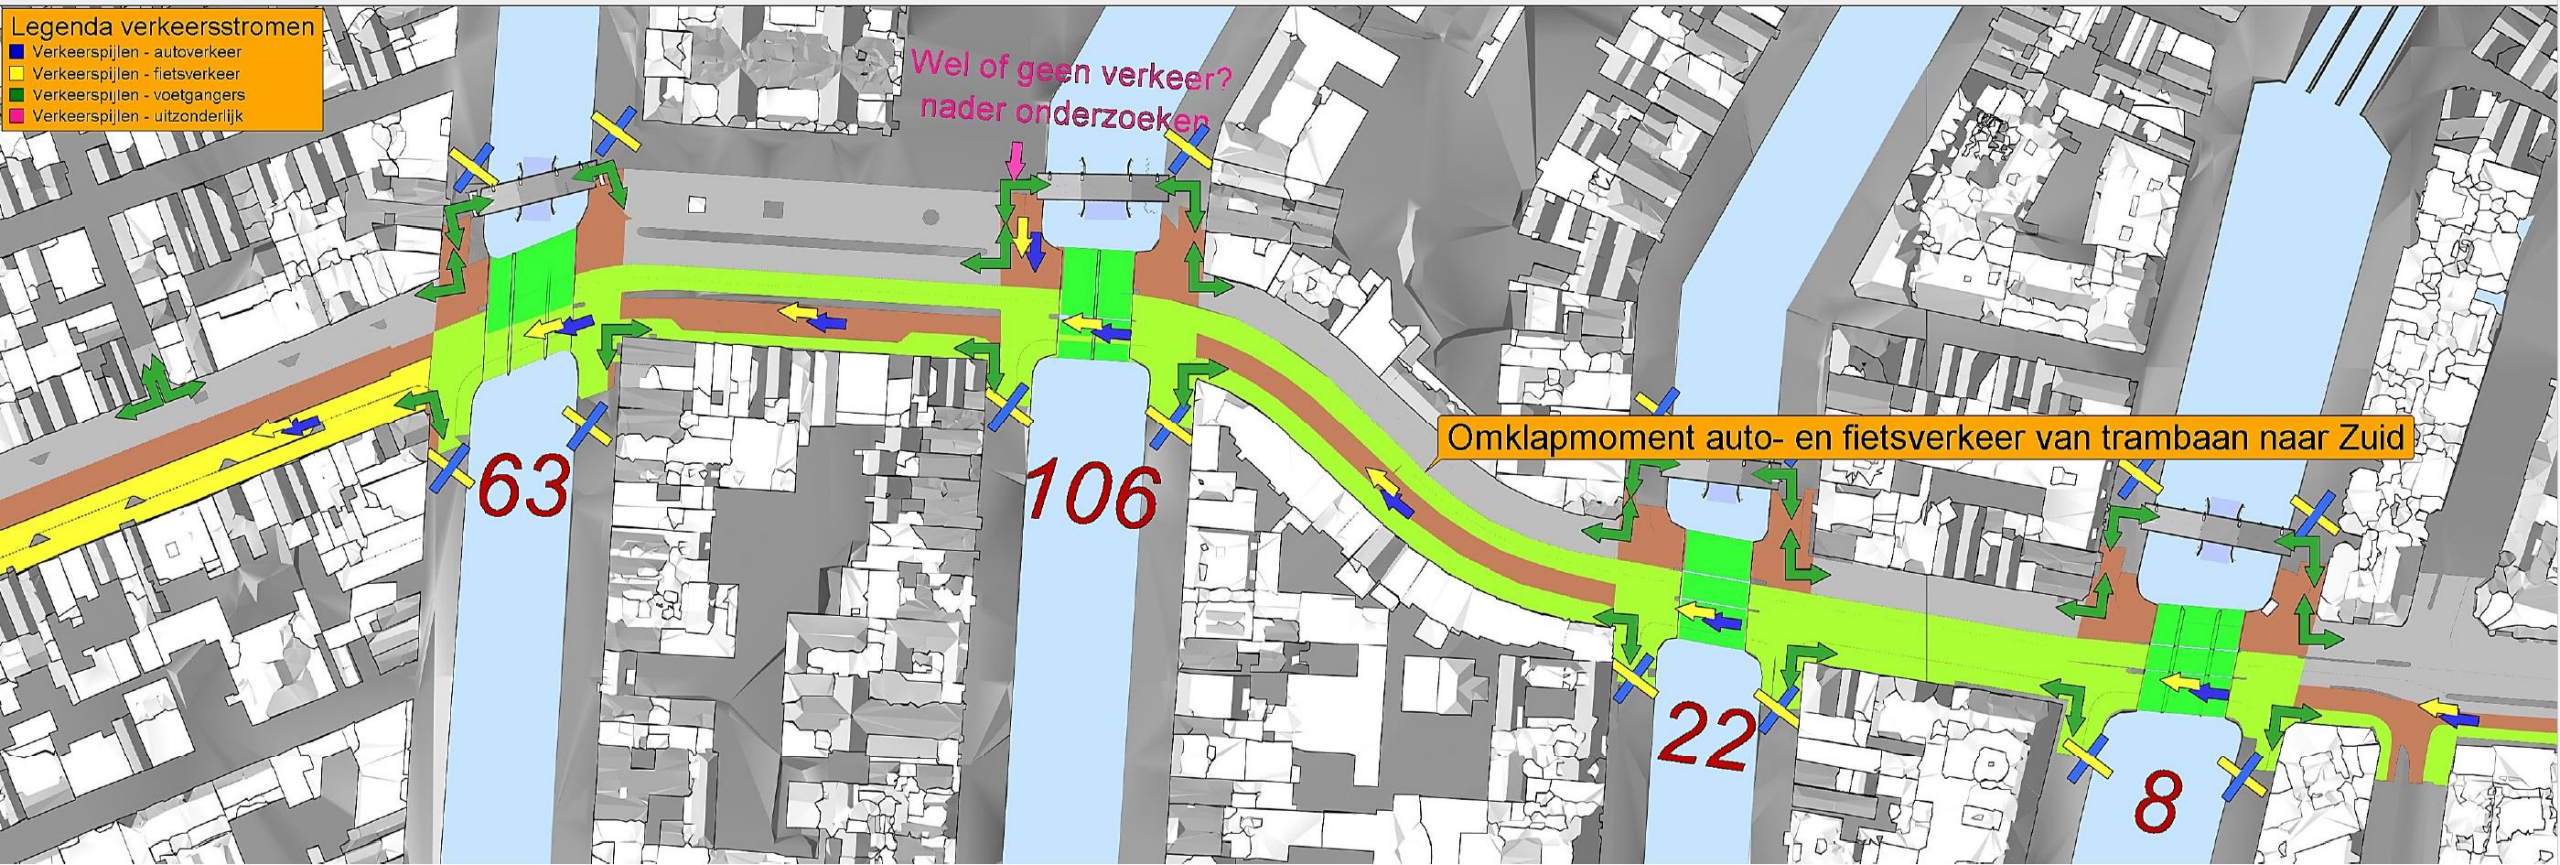 Legenda verkeersstromen
Verkeerspijlen - autoverkeer
Verkeerspijlen - fietsverkeer
Verkeerspijlen - voetgangers
Verkeerspijlen - uitzonderlijk
Wel of geen verkeer?
nader onderzoeken
Omklapmoment auto- en fietsverkeer van trambaan naar Zuid
63
106
22
8